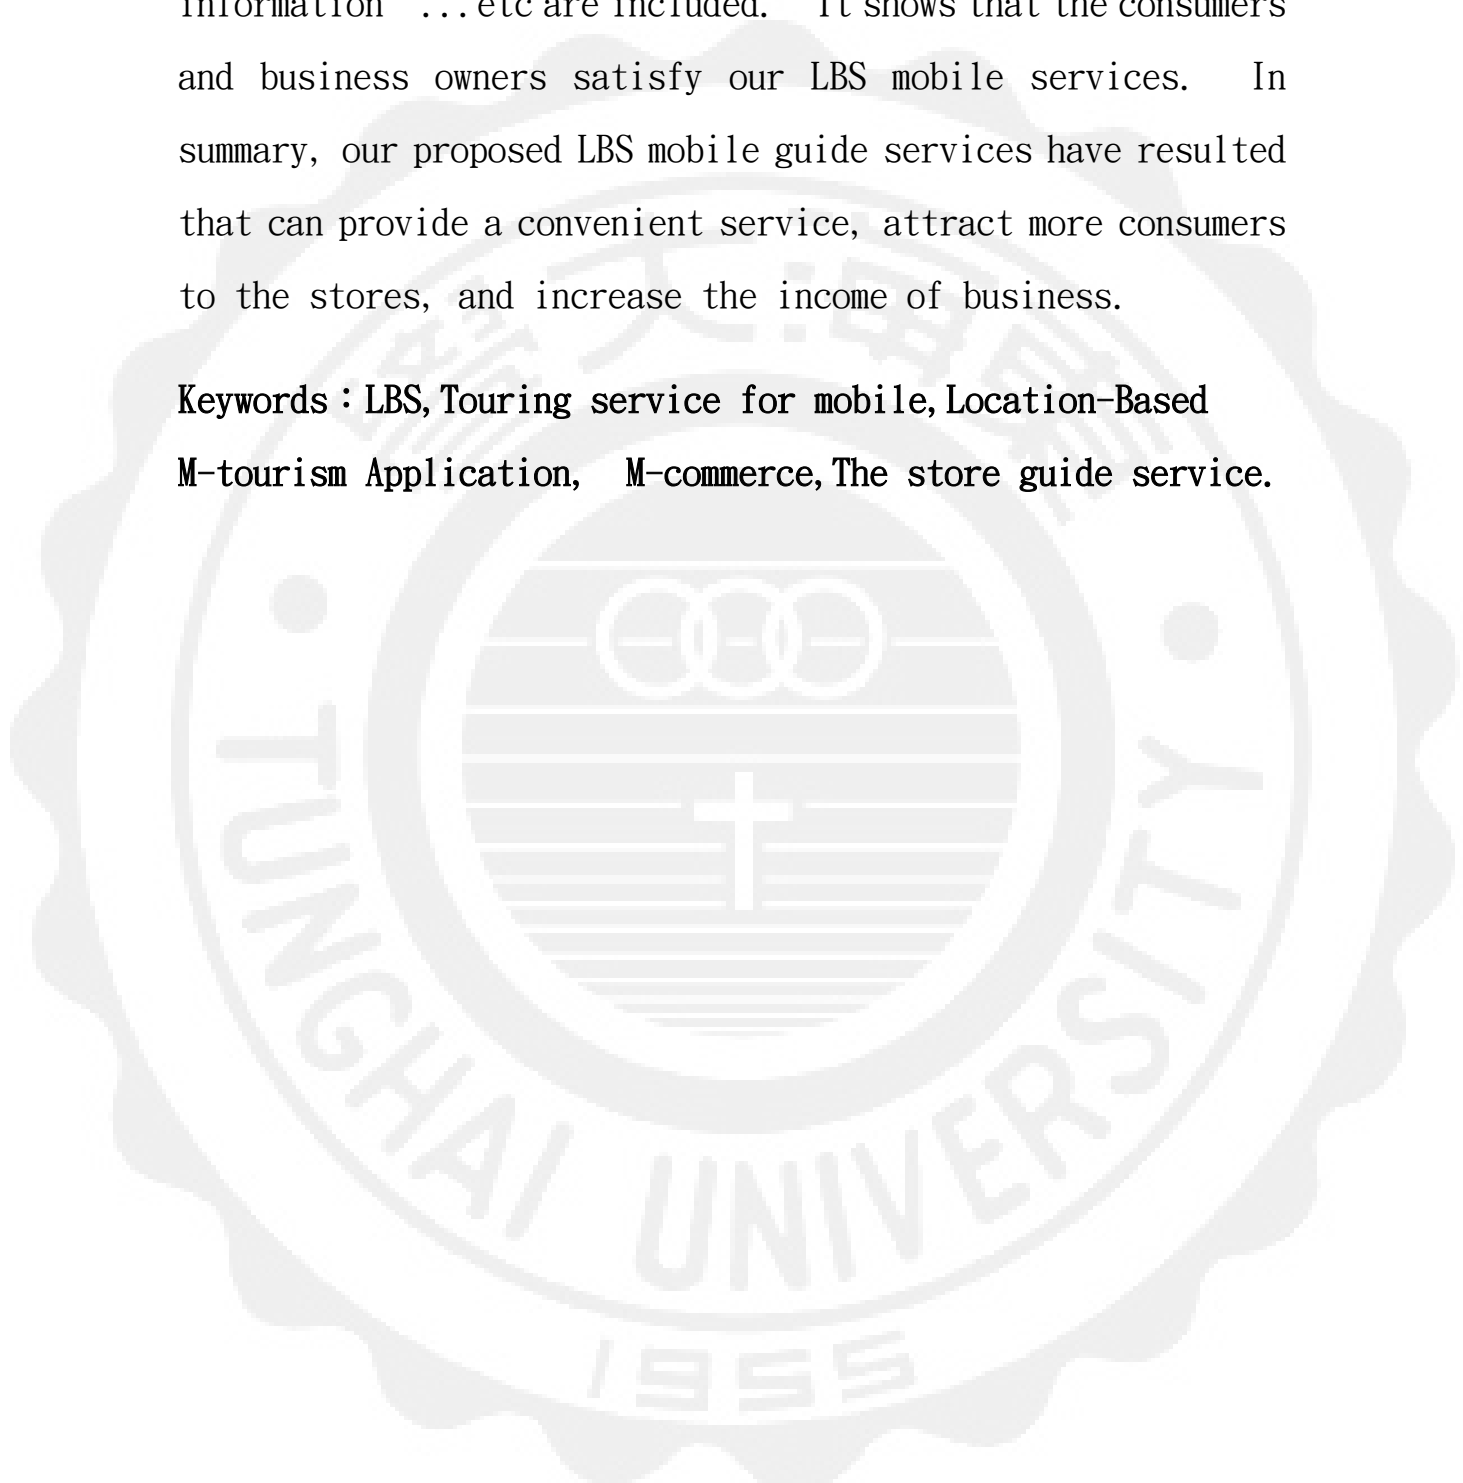 information ...etc are included. It shows that the consumers
and business owners satisfy our LBS mobile services. In
summary, our proposed LBS mobile guide services have resulted
that can provide a convenient service, attract more consumers
to the stores, and increase the income of business.
Keywords：LBS,Touring service for mobile,Location-Based
M-tourism Application, M-commerce,The store guide service.
TUNGHAI UNIVERSITY
1955